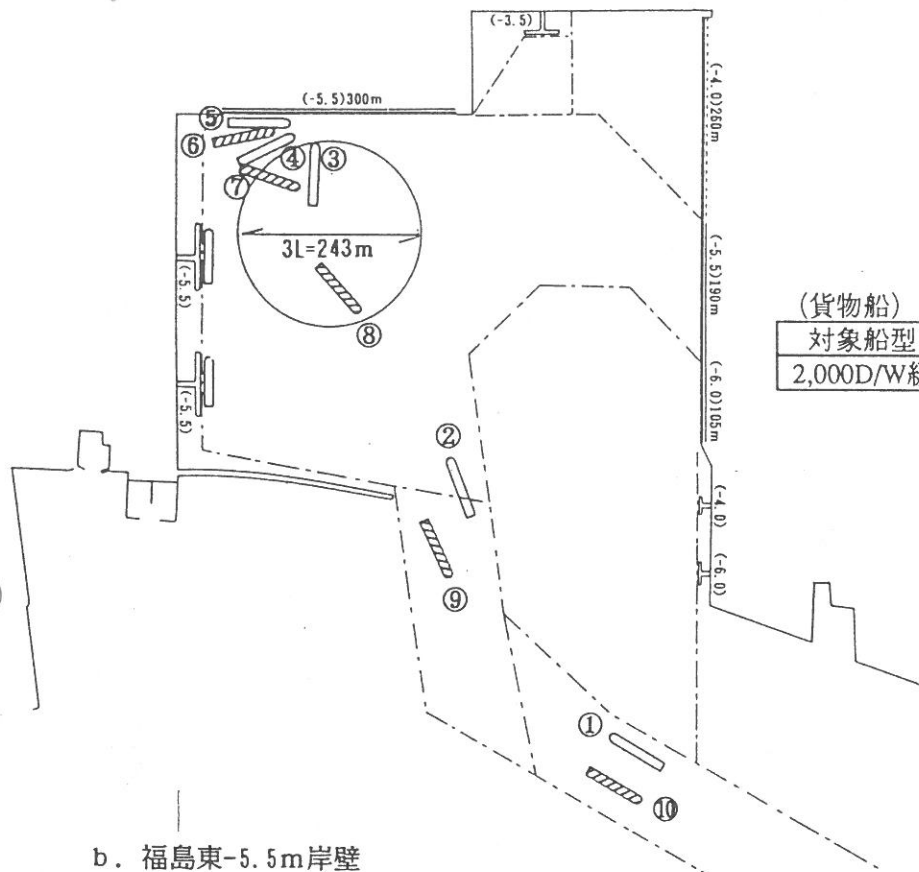 (-3.5)
(-5.5)300m
(-4.0)260m
⑤
⑥
④
③
⑦
3L=243m
(-5.5)
(-5.5)190m
⑧
(貨物船)
対象船型
2,000D/W
(-5.5)
(-6.0)105m
②
(-4.0)
⑨
(-6.0)
①
⑩
b. 福島東-5.5m岸壁